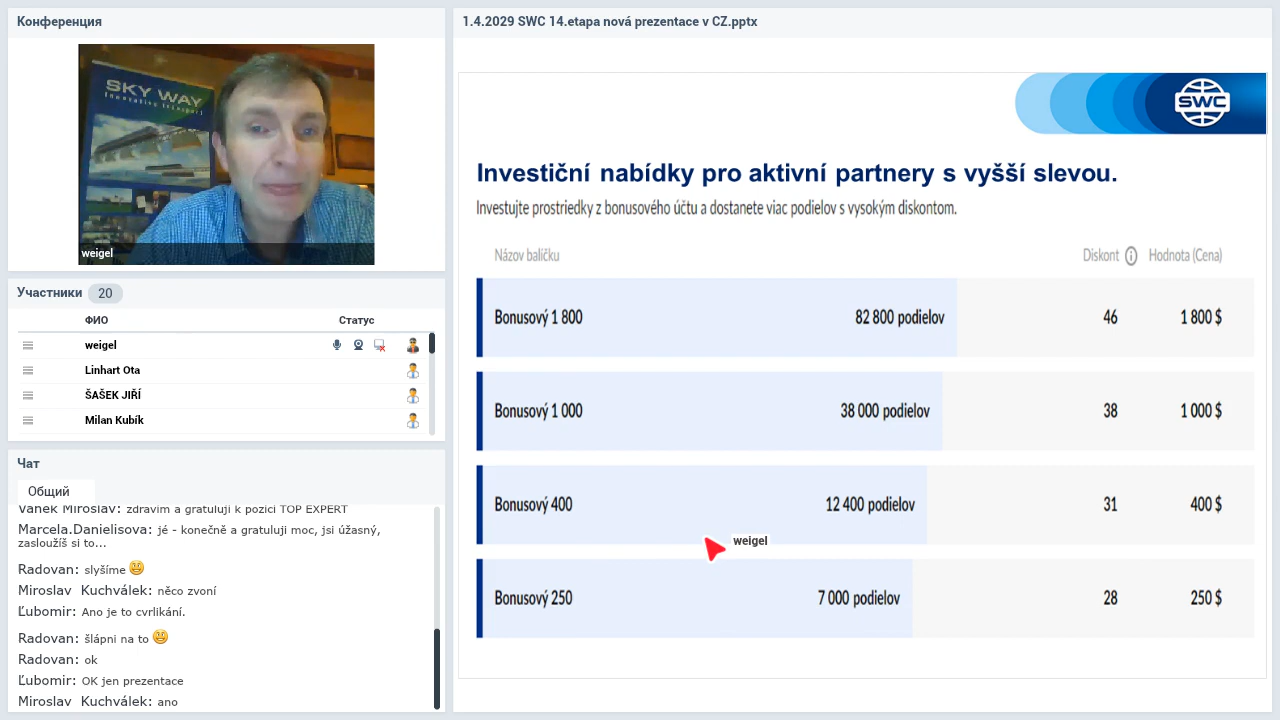 Конференция
SKY WAY
Innovative transport
weigel
Участники 20
ФИО Статус
weigel
Linhart Ota
ŠAŠEK JIŘÍ
Milan Kubík
Чат
Общий
Vaněk Miroslav: zdravím a gratuluji k pozici TOP EXPERT
Marcela.Danielisova: jé - konečně a gratuluji moc, jsi úžasný,
zasloužíš si to...
Radovan: slyšíme
Miroslav Kuchválek: něco zvoní
Ľubomir: Ano je to cvrlikání.
Radovan: šlápni na to
Radovan: ok
Ľubomir: OK jen prezentace
Miroslav Kuchválek: ano
1.4.2029 SWC 14.etapa nová prezentace v CZ.pptx
SWC
Investiční nabídky pro aktivní partnery s vyšší slevou.
Investujte prostriedky z bonusového účtu a dostanete viac podielov s vysokým diskontom.
Názov balíčku Diskont i Hodnota (Cena)
Bonusový 1 800 82 800 podielov 46 1 800 $
Bonusový 1 000 38 000 podielov 38 1 000 $
Bonusový 400 12 400 podielov 31 400 $
weigel
Bonusový 250 7 000 podielov 28 250 $